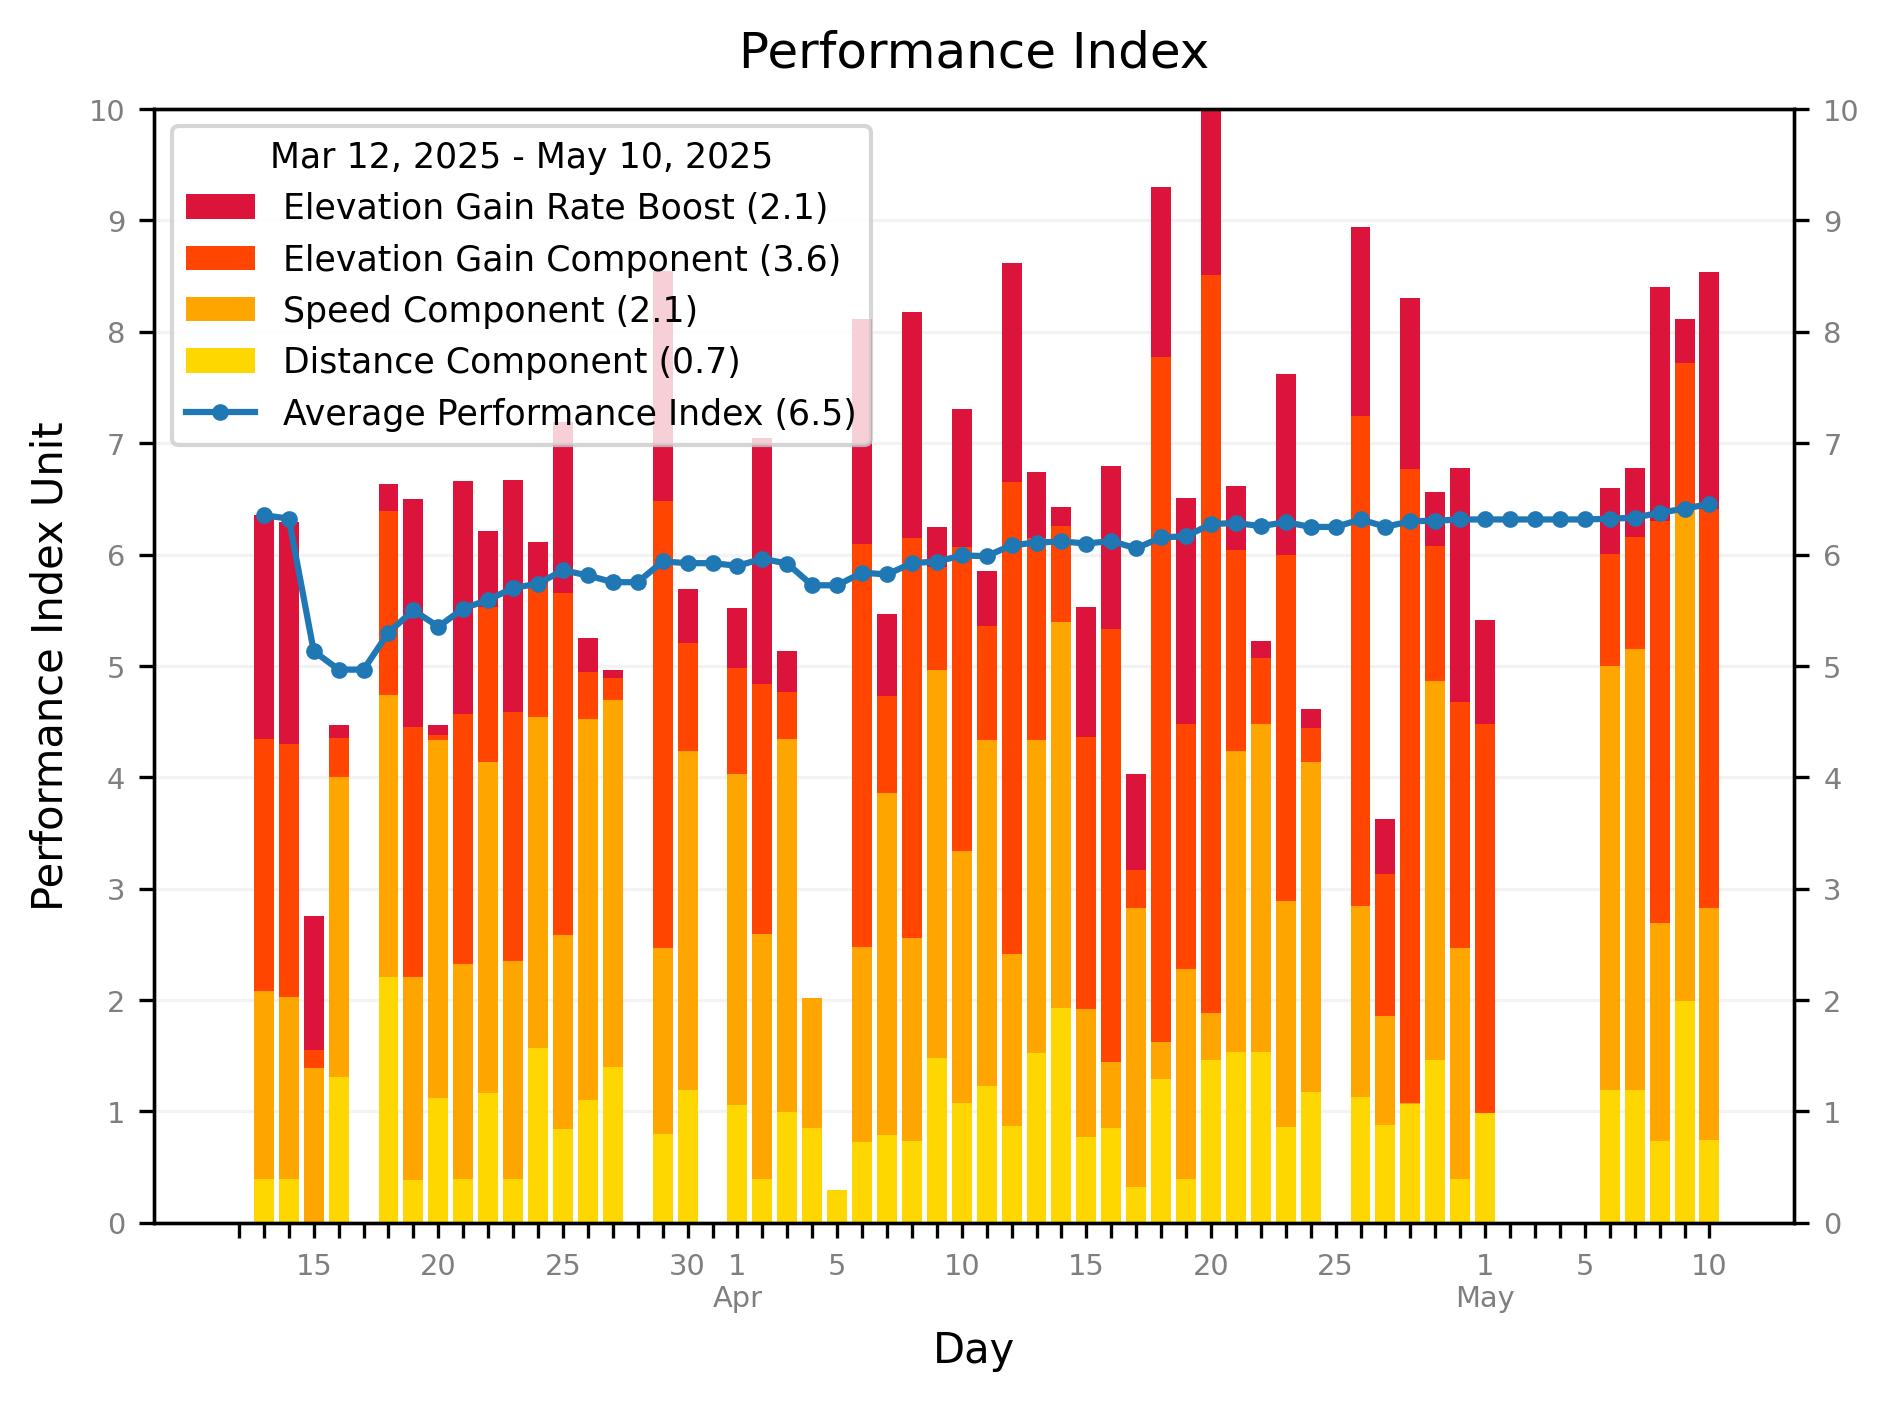 Performance Index
Mar 12, 2025 - May 10, 2025
Elevation Gain Rate Boost (2.1)
Elevation Gain Component (3.6)
Speed Component (2.1)
Distance Component (0.7)
Average Performance Index (6.5)
Performance Index Unit
10
9
8
7
6
5
4
3
2
1
0
10
9
8
7
6
5
4
3
2
1
0
15 20 25 30 1 5 10 15 20 25 1 5 10
Apr May
Day